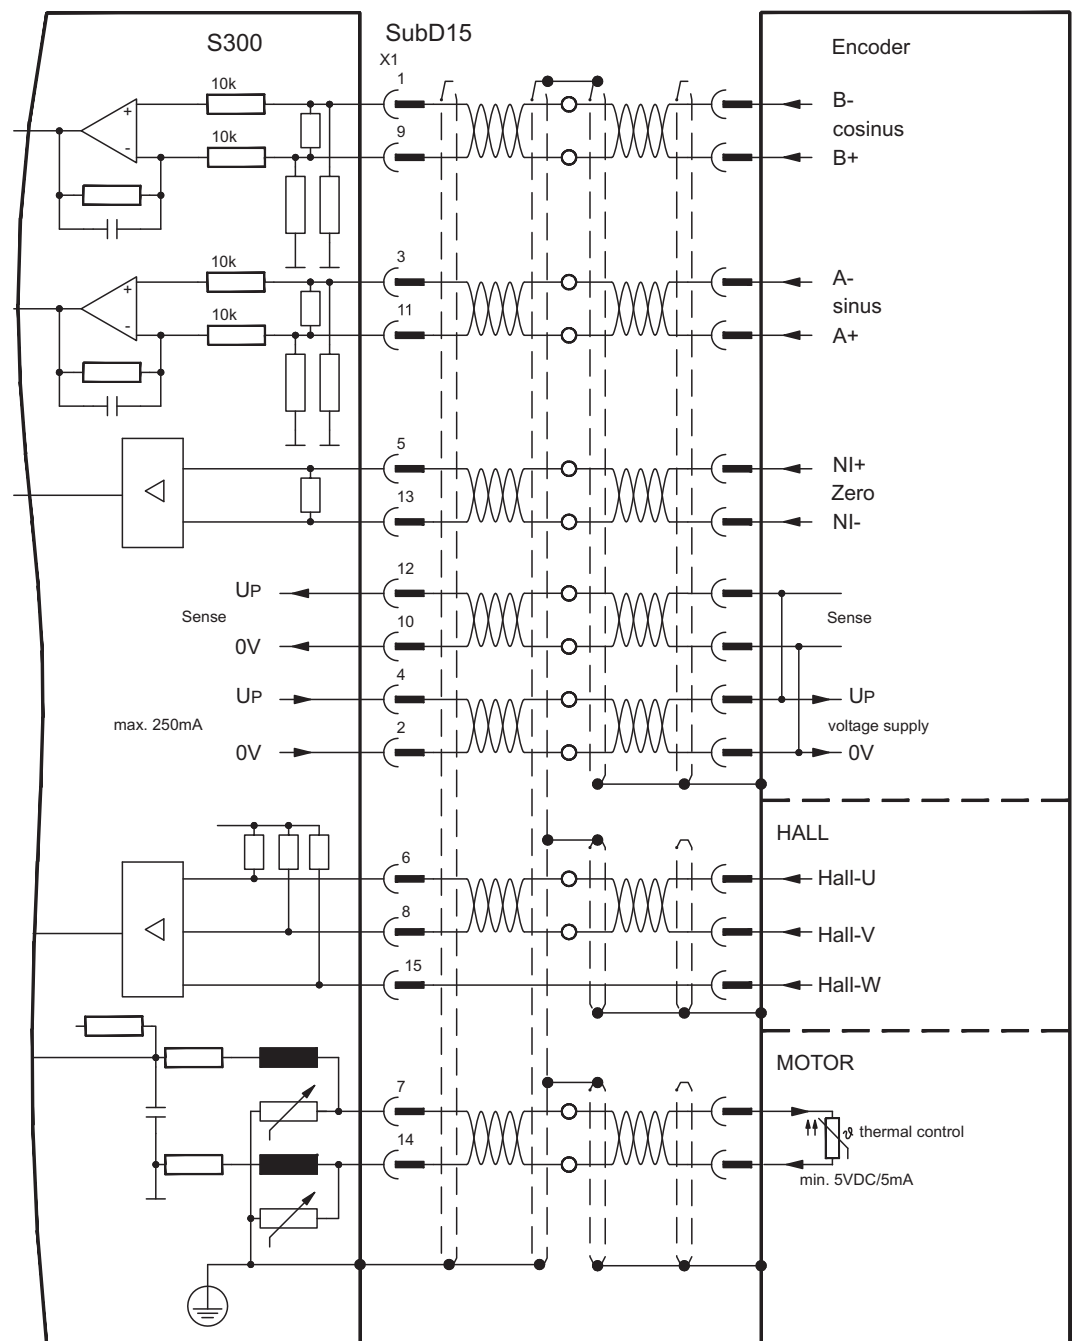 S300
SubD15
X1
Encoder
10k
1
B-
cosinus
10k
9
B+
+
-
10k
3
A-
sinus
10k
11
A+
+
-
5
NI+
Zero
13
NI-
UP
12
Sense
Sense
0V
10
UP
4
UP
max. 250mA
voltage supply
0V
2
0V
HALL
6
Hall-U
8
Hall-V
15
Hall-W
MOTOR
7
ϑ thermal control
14
min. 5VDC/5mA